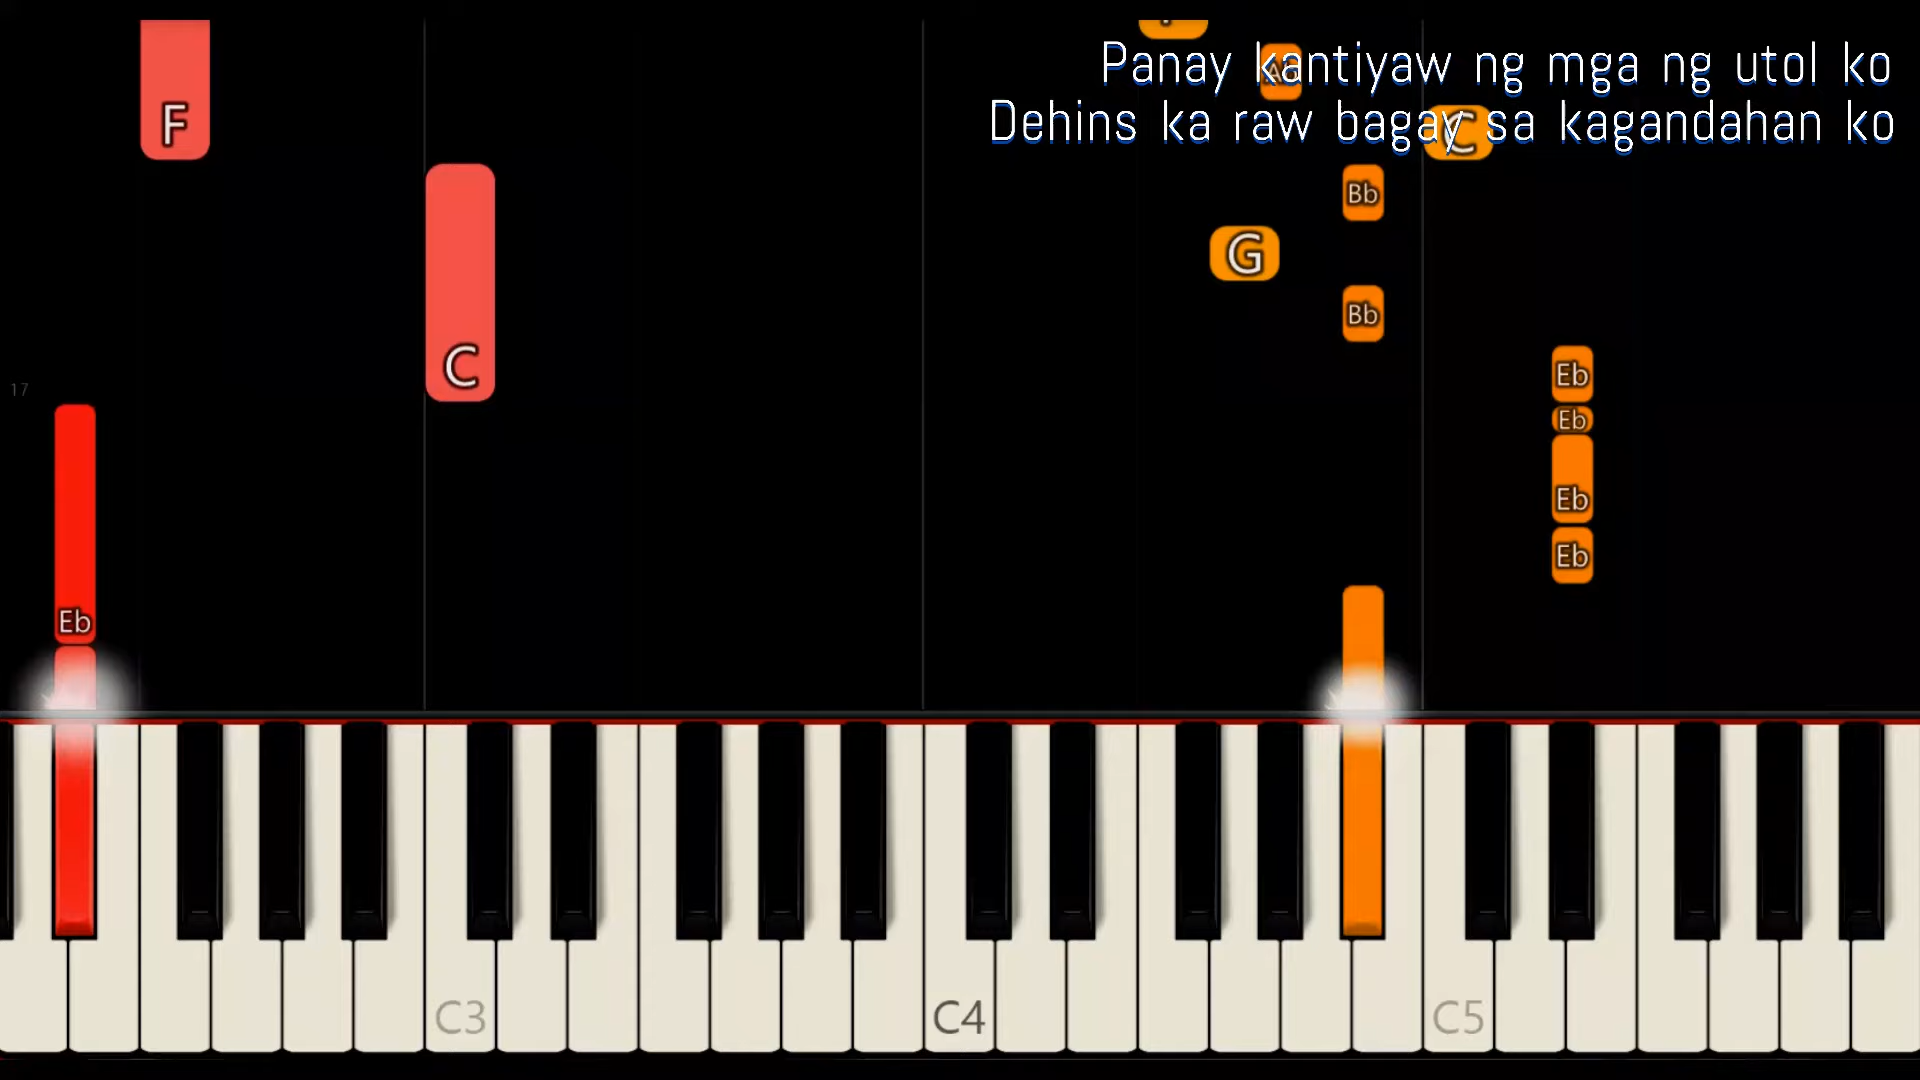 Panay kantiyaw ng mga ng utol ko
Dehins ka raw bagay sa kagandahan ko
F
C
Bb
G
Bb
C
Eb
17
Eb
Eb
Eb
Eb
C3
C4
C5